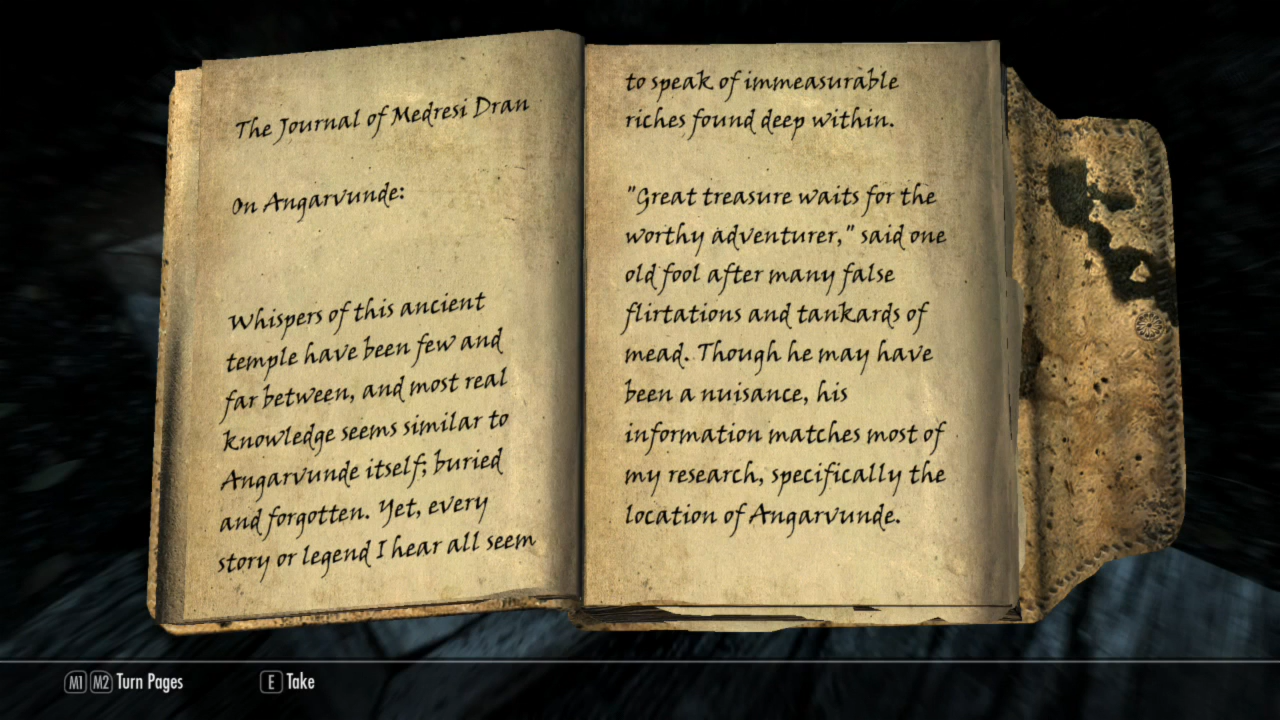 The Journal of Medresi Dran
On Angarvunde:
Whispers of this ancient
temple have been few and
far between, and most real
knowledge seems similar to
Angarvunde itself; buried
and forgotten. Yet, every
story or legend I hear all seem
to speak of immeasurable
riches found deep within.
"Great treasure waits for the
worthy adventurer," said one
old fool after many false
flirtations and tankards of
mead. Though he may have
been a nuisance, his
information matches most of
my research, specifically the
location of Angarvunde.
M1 M2 Turn Pages
E Take